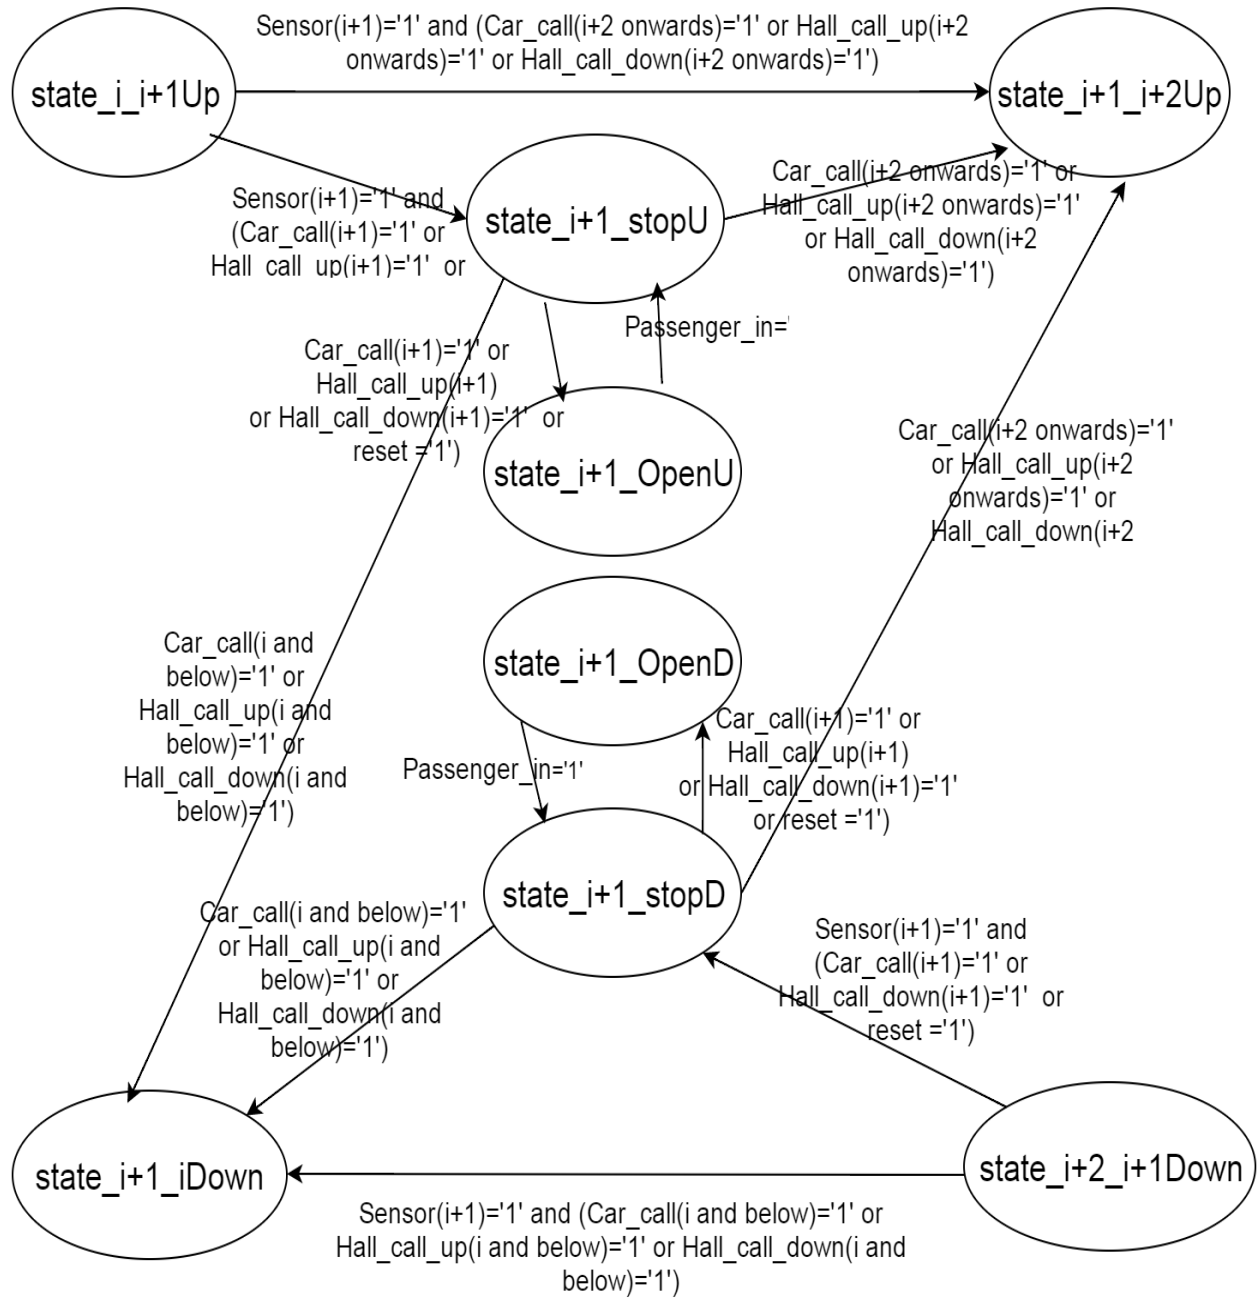 Sensor(i+1)='1' and (Car_call(i+2 onwards)='1' or Hall_call_up(i+2
onwards)='1' or Hall_call_down(i+2 onwards)='1')
state_i_i+1Up
state_i+1_i+2Up
Sensor(i+1)='1' and
(Car_call(i+1)='1' or
Hall_call_up(i+1)='1' or
state_i+1_stopU
Car_call(i+2 onwards)='1' or
Hall_call_up(i+2 onwards)='1'
or Hall_call_down(i+2
onwards)='1')
Passenger_in='
Car_call(i+1)='1' or
Hall_call_up(i+1)
or Hall_call_down(i+1)='1' or
reset ='1')
state_i+1_OpenU
Car_call(i+2 onwards)='1'
or Hall_call_up(i+2
onwards)='1' or
Hall_call_down(i+2
state_i+1_OpenD
Car_call(i and
below)='1' or
Hall_call_up(i and
below)='1' or
Hall_call_down(i and
below)='1')
Passenger_in='1'
Car_call(i+1)='1' or
Hall_call_up(i+1)
or Hall_call_down(i+1)='1'
or reset ='1')
state_i+1_stopD
Car_call(i and below)='1'
or Hall_call_up(i and
below)='1' or
Hall_call_down(i and
below)='1')
Sensor(i+1)='1' and
(Car_call(i+1)='1' or
Hall_call_down(i+1)='1' or
reset ='1')
state_i+1_iDown
state_i+2_i+1Down
Sensor(i+1)='1' and (Car_call(i and below)='1' or
Hall_call_up(i and below)='1' or Hall_call_down(i and
below)='1')